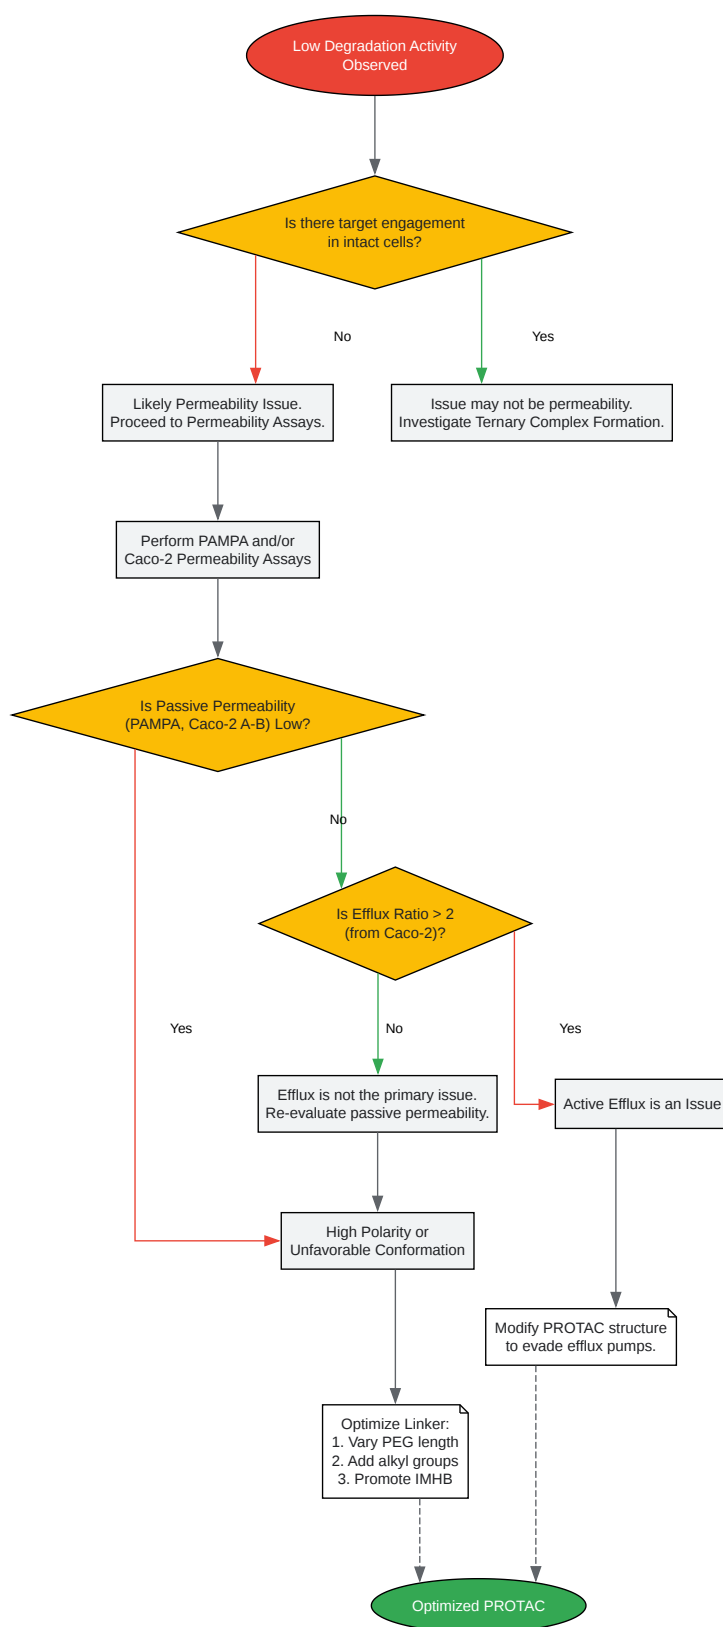 Low Degradation Activity
Observed
Is there target engagement
in intact cells?
No
Yes
Likely Permeability Issue.
Proceed to Permeability Assays.
Issue may not be permeability.
Investigate Ternary Complex Formation.
Perform PAMPA and/or
Caco-2 Permeability Assays
Is Passive Permeability
(PAMPA, Caco-2 A-B) Low?
No
Is Efflux Ratio > 2
(from Caco-2)?
Yes
No
Yes
Efflux is not the primary issue.
Re-evaluate passive permeability.
Active Efflux is an Issue
High Polarity or
Unfavorable Conformation
Modify PROTAC structure
to evade efflux pumps.
Optimize Linker:
1. Vary PEG length
2. Add alkyl groups
3. Promote IMHB
Optimized PROTAC